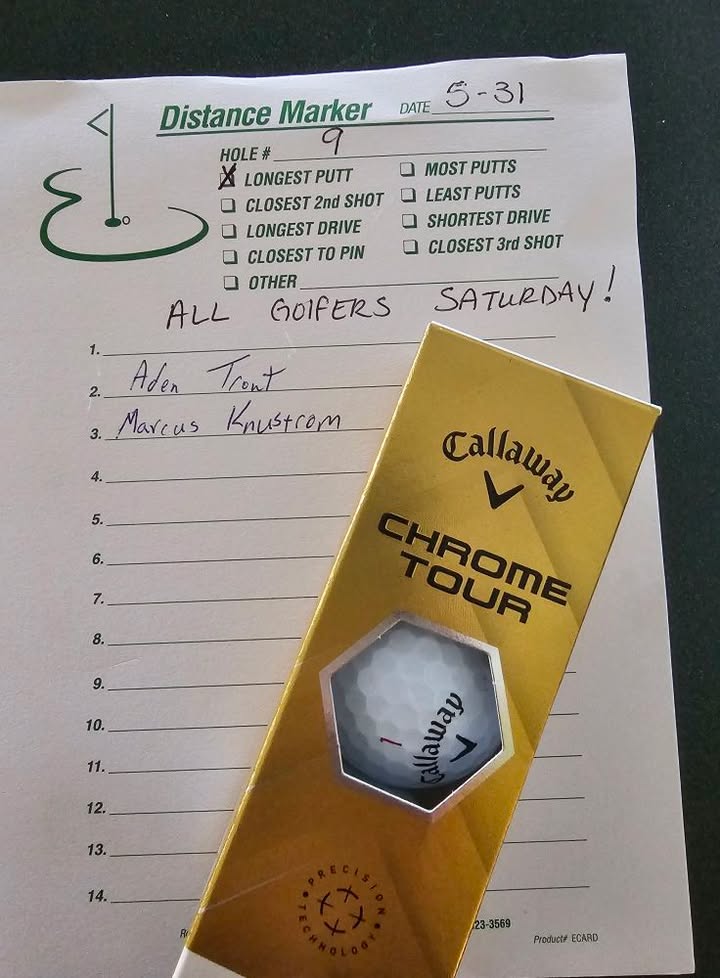 Distance Marker DATE 5-31
HOLE # 9
LONGEST PUTT
CLOSEST 2nd SHOT
LONGEST DRIVE
CLOSEST TO PIN
OTHER
MOST PUTTS
LEAST PUTTS
SHORTEST DRIVE
CLOSEST 3rd SHOT
ALL GOLFERS SATURDAY!
1.
2. Aden Tront
3. Marcus Knustrom
4.
5.
6.
7.
8.
9.
10.
11.
12.
13.
14.
23-3569
Product# ECARD
Callaway
CHROME
TOUR
1
Callaway
PRECISION
TECHNOLOGY